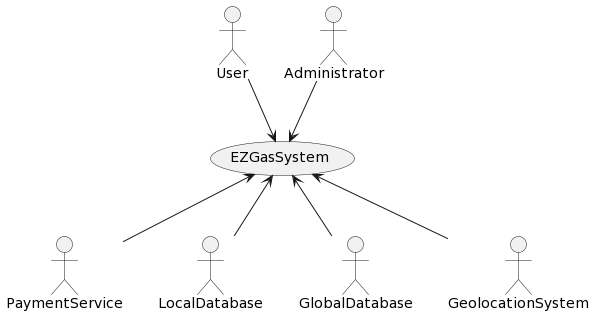 User
Administrator
EZGasSystem
PaymentService
LocalDatabase
GlobalDatabase
GeolocationSystem